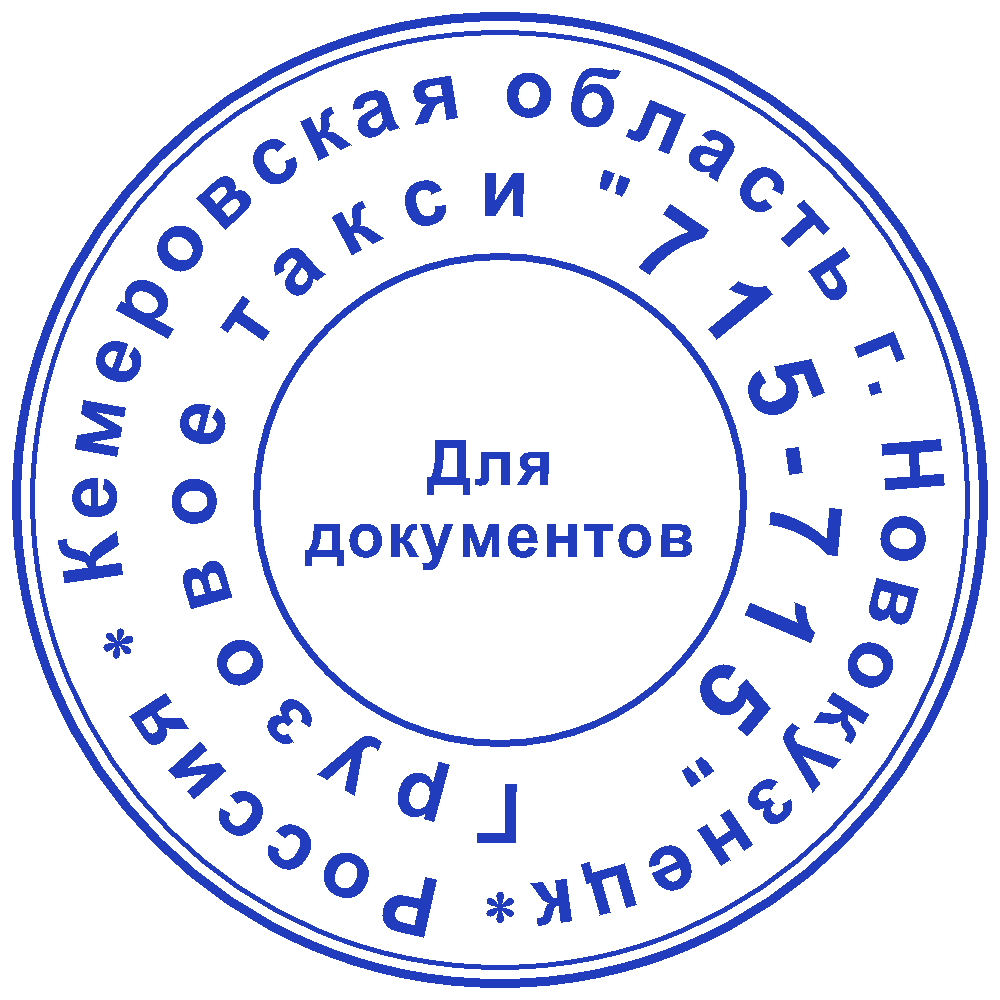 * Россия * Кемеровская область г. Новокузнецк
Грузовое такси "715-715"
Для
документов